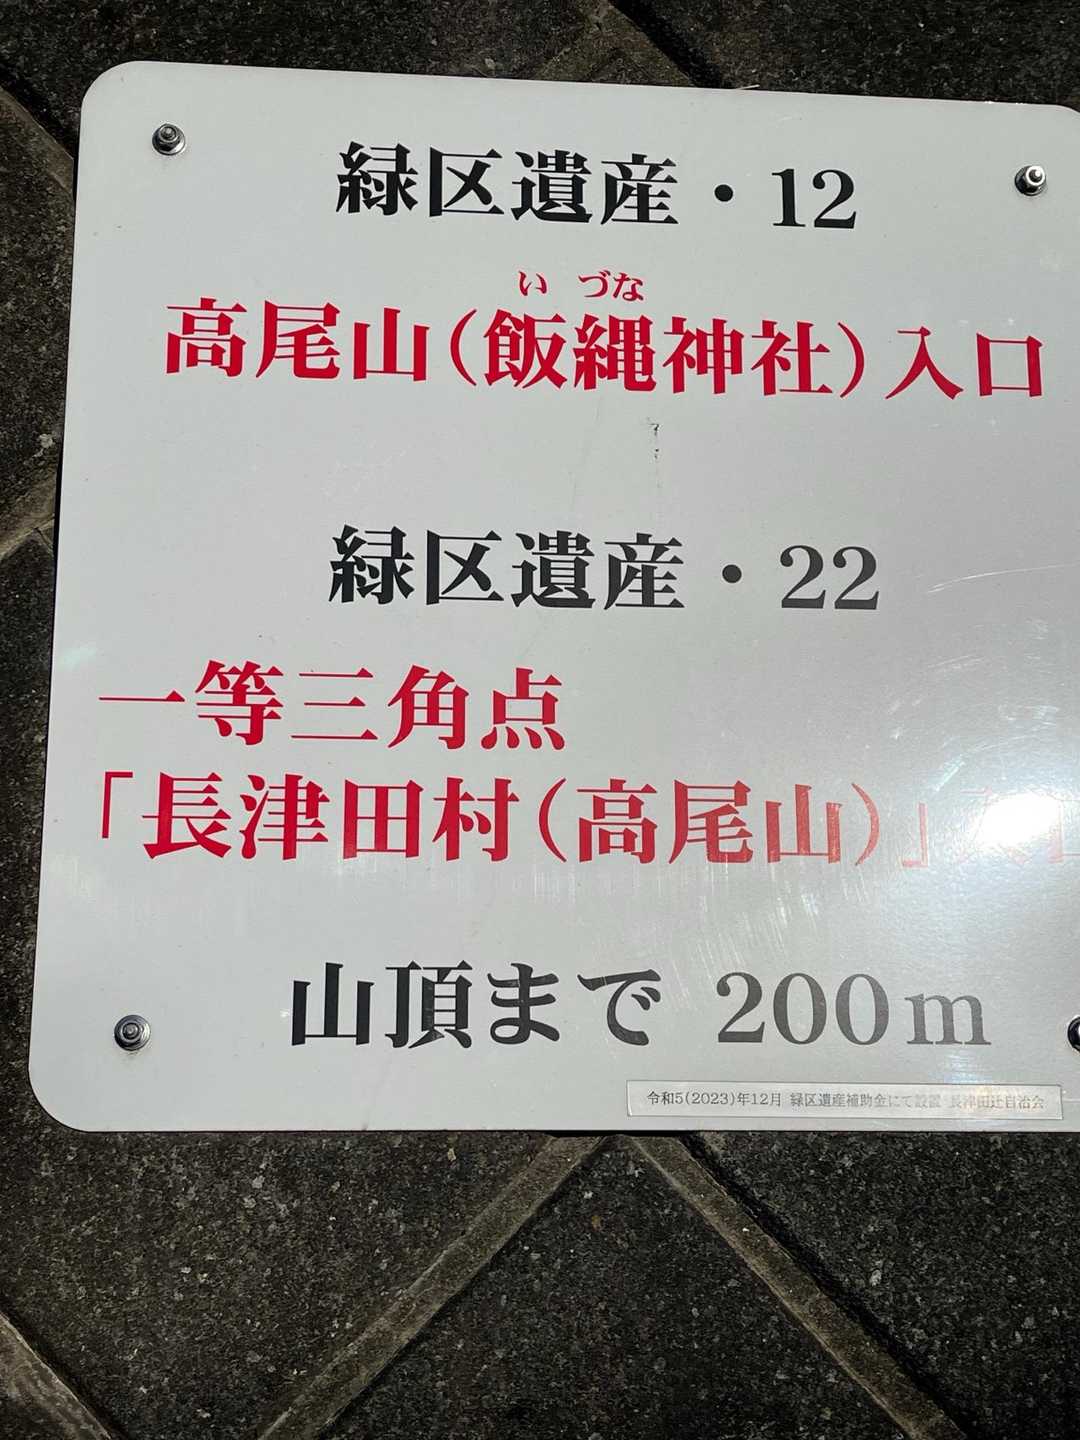 緑区遺産・12
いづな
高尾山(飯縄神社)入口
緑区遺産・22
一等三角点
「長津田村(高尾山)」入口
山頂まで 200m
令和5(2023)年12月 緑区遺産補助金にて設置 長津田辻自治会